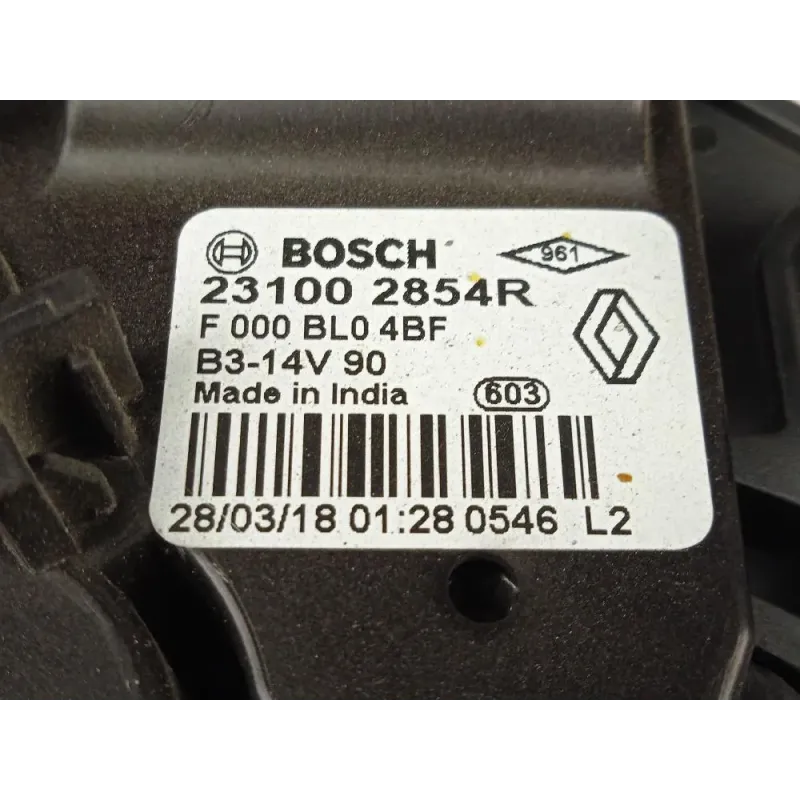 BOSCH 961
23100 2854R
F 000 BL0 4BF
B3-14V 90
Made in India 603
28/03/18 01:28 0546 L2